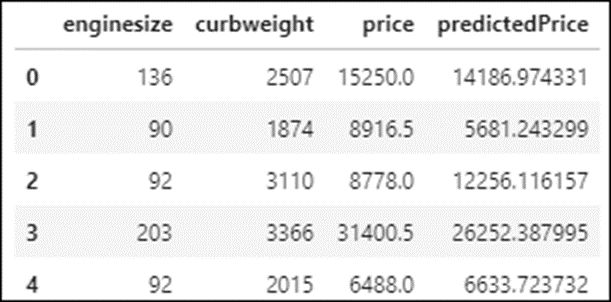 enginesize curbweight price predictedPrice
0 136 2507 15250.0 14186.974331
1 90 1874 8916.5 5681.243299
2 92 3110 8778.0 12256.116157
3 203 3366 31400.5 26252.387995
4 92 2015 6488.0 6633.723732